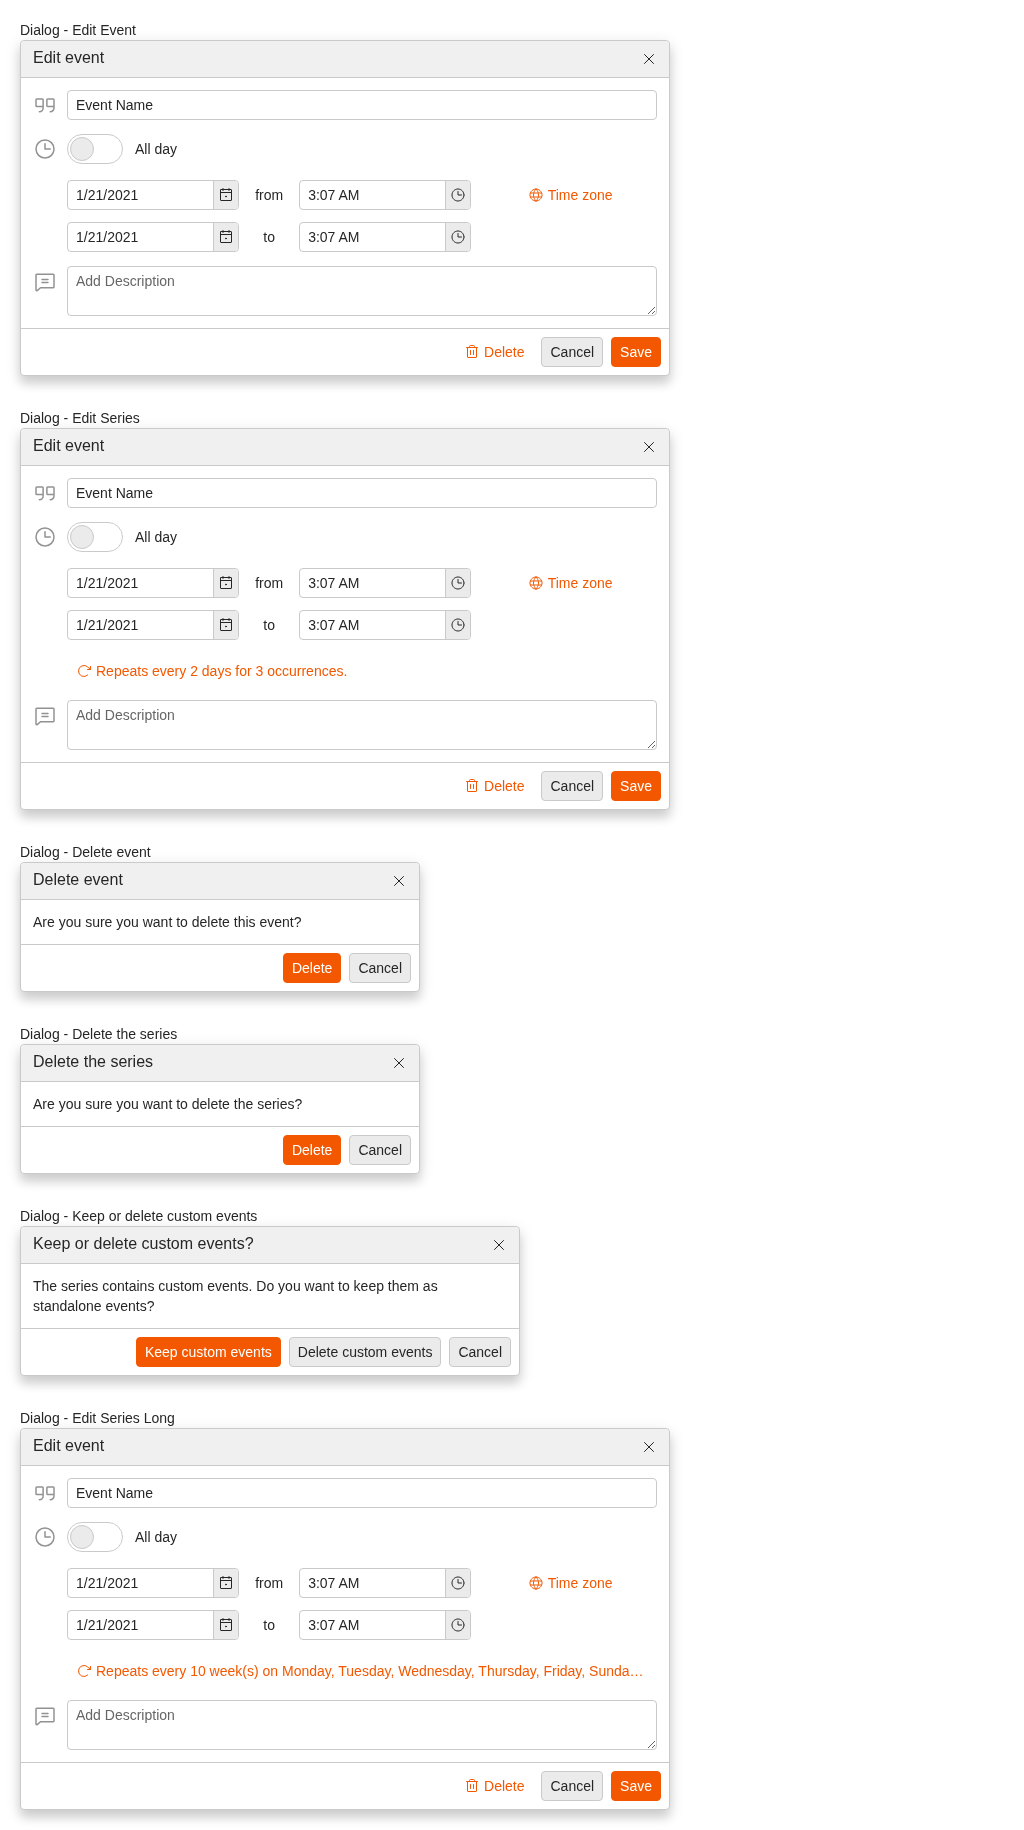 Dialog - Edit Event
Edit event
Event Name
All day
1/21/2021 from 3:07 AM Time zone
1/21/2021 to 3:07 AM
Add Description
Delete Cancel Save
Dialog - Edit Series
Edit event
Event Name
All day
1/21/2021 from 3:07 AM Time zone
1/21/2021 to 3:07 AM
Repeats every 2 days for 3 occurrences.
Add Description
Delete Cancel Save
Dialog - Delete event
Delete event
Are you sure you want to delete this event?
Delete Cancel
Dialog - Delete the series
Delete the series
Are you sure you want to delete the series?
Delete Cancel
Dialog - Keep or delete custom events
Keep or delete custom events?
The series contains custom events. Do you want to keep them as
standalone events?
Keep custom events Delete custom events Cancel
Dialog - Edit Series Long
Edit event
Event Name
All day
1/21/2021 from 3:07 AM Time zone
1/21/2021 to 3:07 AM
Repeats every 10 week(s) on Monday, Tuesday, Wednesday, Thursday, Friday, Sunda…
Add Description
Delete Cancel Save